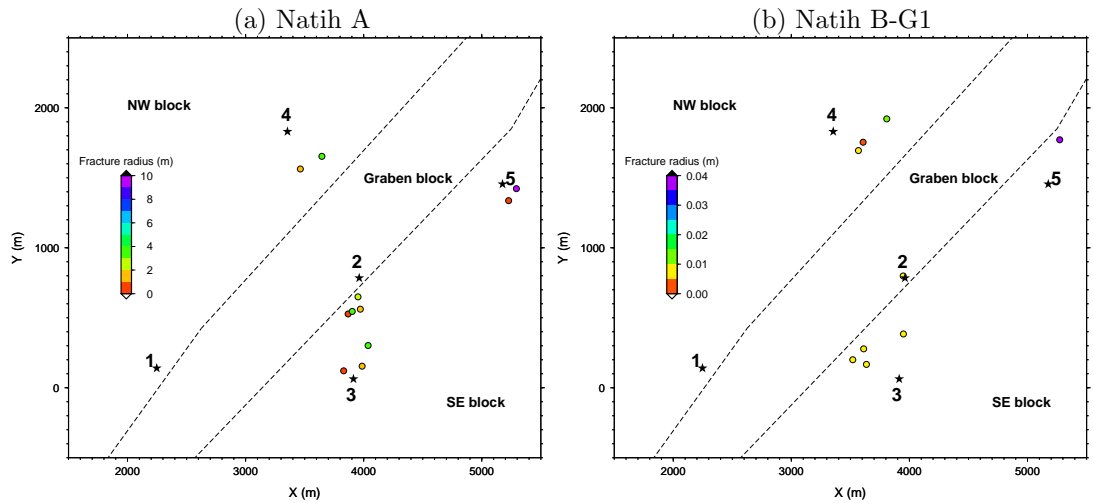 (a) Natih A
NW block
4
Fracture radius (m)
10
8
6
4
2
0
Graben block
5
2
1
3
SE block
2000
1000
0
Y (m)
2000
3000
4000
5000
X (m)
(b) Natih B-G1
NW block
4
Fracture radius (m)
0.04
0.03
0.02
0.01
0.00
Graben block
5
2
1
3
SE block
2000
1000
0
Y (m)
2000
3000
4000
5000
X (m)